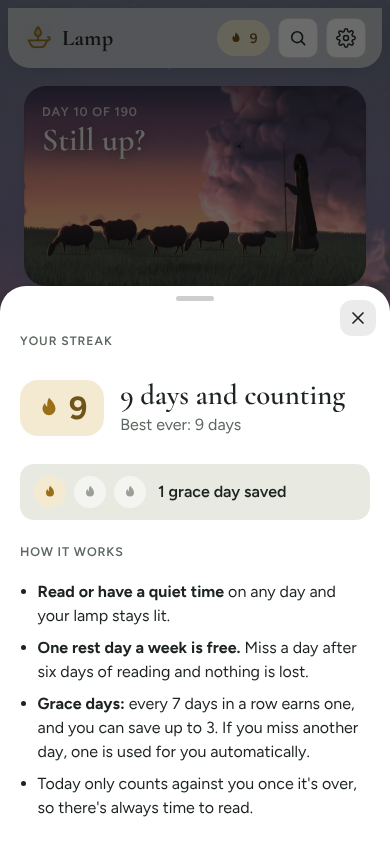 Lamp
9
DAY 10 OF 190
Still up?
YOUR STREAK
9
9 days and counting
Best ever: 9 days
1 grace day saved
HOW IT WORKS
• Read or have a quiet time on any day and
your lamp stays lit.
• One rest day a week is free. Miss a day after
six days of reading and nothing is lost.
• Grace days: every 7 days in a row earns one,
and you can save up to 3. If you miss another
day, one is used for you automatically.
• Today only counts against you once it's over,
so there's always time to read.